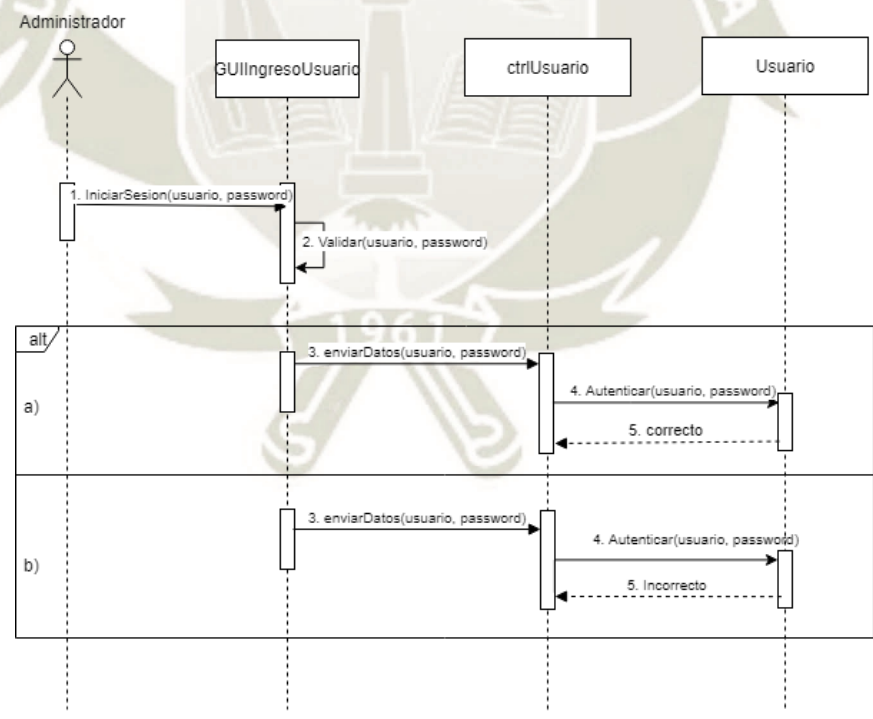 Administrador
GUIIngresoUsuario
ctrlUsuario
Usuario
1. IniciarSesion(usuario, password)
2. Validar(usuario, password)
1961
alt
a)
3. enviarDatos(usuario, password)
4. Autenticar(usuario, password)
5. correcto
b)
3. enviarDatos(usuario, password)
4. Autenticar(usuario, password)
5. Incorrecto